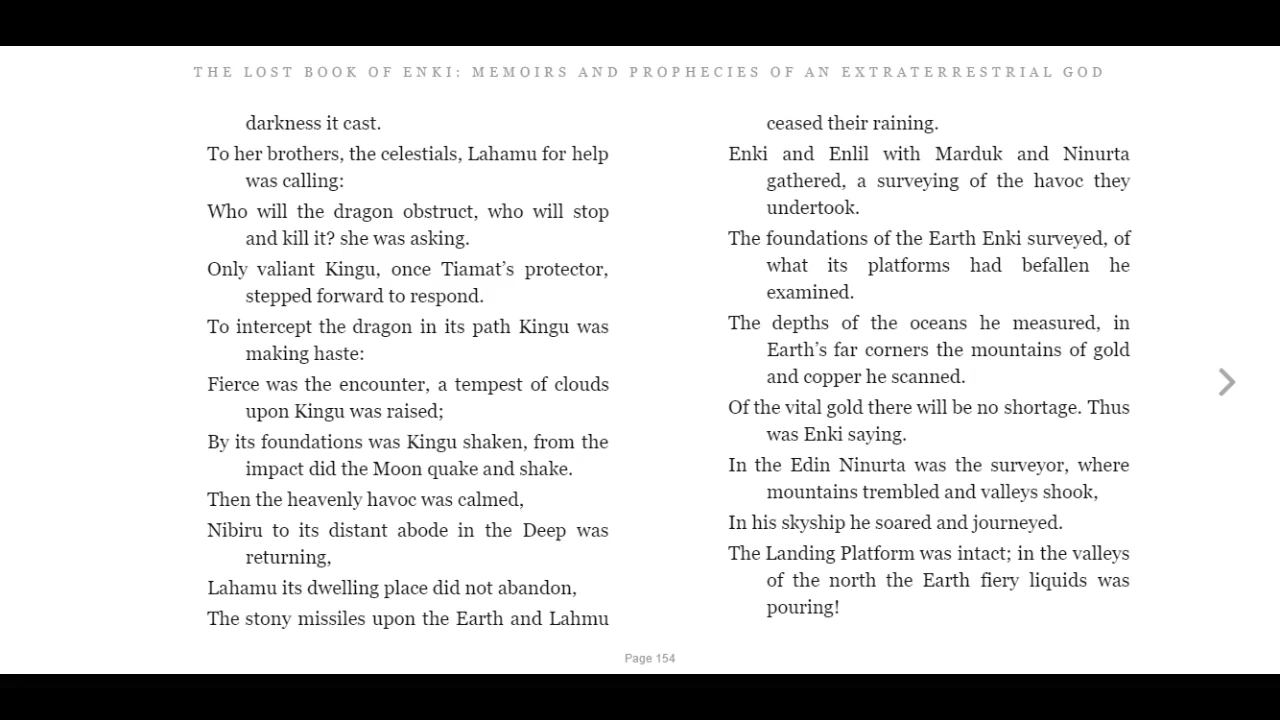 THE LOST BOOK OF ENKI: MEMOIRS AND PROPHECIES OF AN EXTRATERRESTRIAL GOD
darkness it cast.
To her brothers, the celestials, Lahamu for help
was calling:
Who will the dragon obstruct, who will stop
and kill it? she was asking.
Only valiant Kingu, once Tiamat's protector,
stepped forward to respond.
To intercept the dragon in its path Kingu was
making haste:
Fierce was the encounter, a tempest of clouds
upon Kingu was raised;
By its foundations was Kingu shaken, from the
impact did the Moon quake and shake.
Then the heavenly havoc was calmed,
Nibiru to its distant abode in the Deep was
returning,
Lahamu its dwelling place did not abandon,
The stony missiles upon the Earth and Lahmu
ceased their raining.
Enki and Enlil with Marduk and Ninurta
gathered, a surveying of the havoc they
undertook.
The foundations of the Earth Enki surveyed, of
what its platforms had befallen he
examined.
The depths of the oceans he measured, in
Earth's far corners the mountains of gold
and copper he scanned.
Of the vital gold there will be no shortage. Thus
was Enki saying.
In the Edin Ninurta was the surveyor, where
mountains trembled and valleys shook,
In his skyship he soared and journeyed.
The Landing Platform was intact; in the valleys
of the north the Earth fiery liquids was
pouring!
Page 154